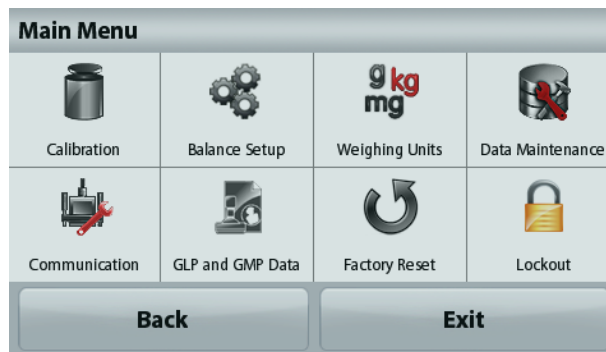 Main Menu
g kg
mg
Calibration
Balance Setup
Weighing Units
Data Maintenance
Communication
GLP and GMP Data
Factory Reset
Lockout
Back
Exit